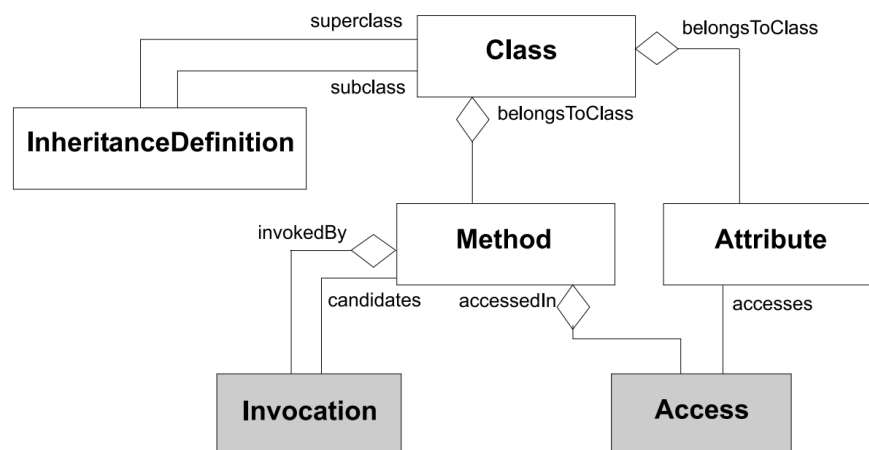 superclass
Class
belongsToClass
subclass
belongsToClass
InheritanceDefinition
invokedBy
Method
Attribute
candidates
accessedIn
accesses
Invocation
Access